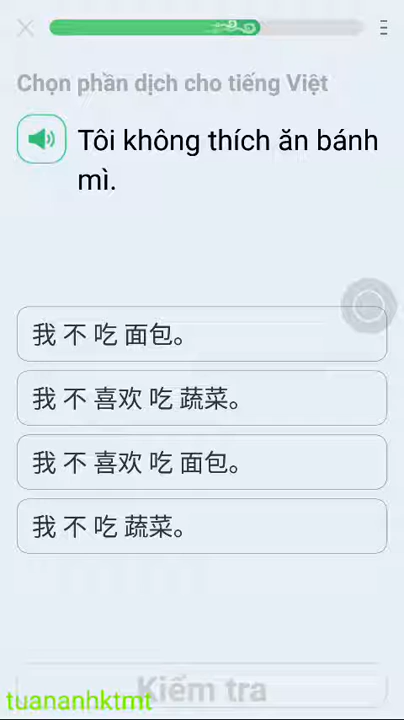 Chọn phần dịch cho tiếng Việt
Tôi không thích ăn bánh
mì.
我 不 吃 面包。
我 不 喜欢 吃 蔬菜。
我 不 喜欢 吃 面包。
我 不 吃 蔬菜。
Kiểm tra
tuananhktmt